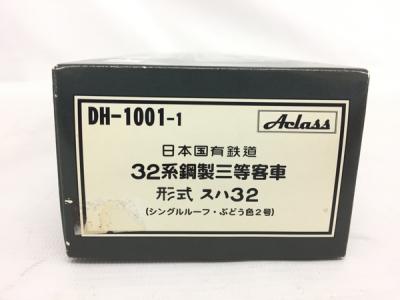 DH-1001-1
Aclass
日本国有鉄道
32系鋼製三等客車
形式 スハ32
(シングルルーフ・ぶどう色2号)